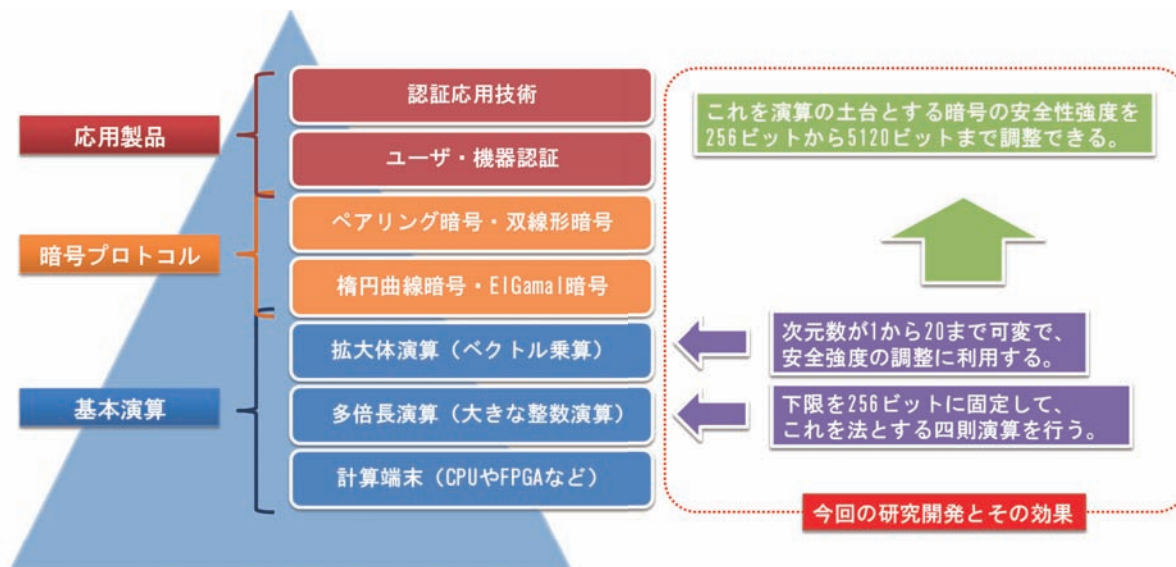 応用製品
認証応用技術
ユーザ・機器認証
暗号プロトコル
ペアリング暗号・双線形暗号
楕円曲線暗号・ElGamal暗号
基本演算
拡大体演算（ベクトル乗算）
多倍長演算（大きな整数演算）
計算端末（CPUやFPGAなど）
これを演算の土台とする暗号の安全性強度を
256ビットから5120ビットまで調整できる。
次元数が1から20まで可変で、
安全強度の調整に利用する。
下限を256ビットに固定して、
これを法とする四則演算を行う。
今回の研究開発とその効果